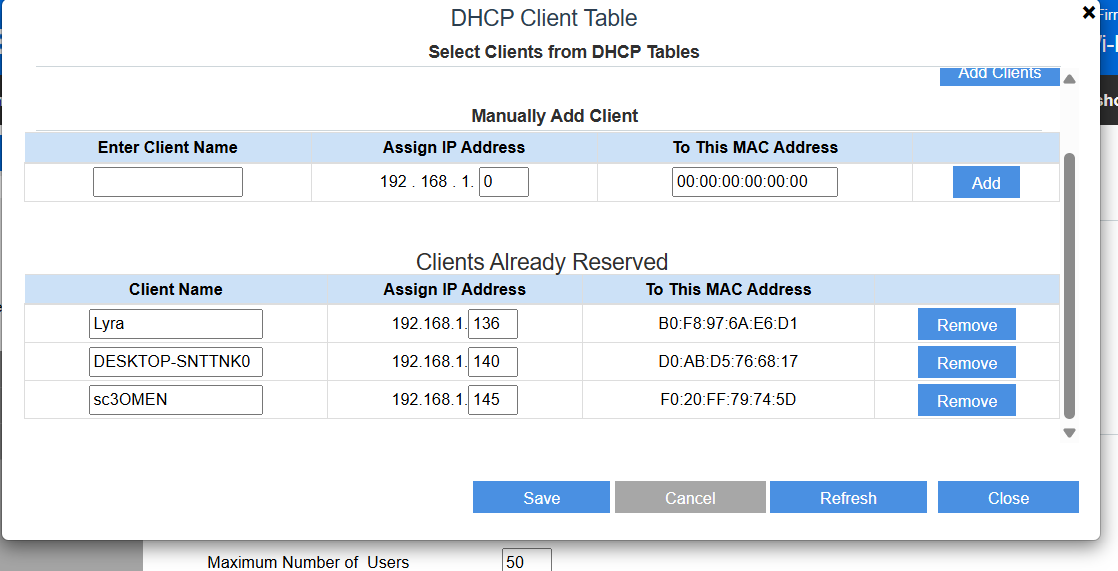 DHCP Client Table
Select Clients from DHCP Tables
Add Clients
Manually Add Client
Enter Client Name Assign IP Address To This MAC Address
192 . 168 . 1. 0 00:00:00:00:00:00 Add
Clients Already Reserved
Client Name Assign IP Address To This MAC Address
Lyra 192.168.1. 136 B0:F8:97:6A:E6:D1 Remove
DESKTOP-SNTTNK0 192.168.1. 140 D0:AB:D5:76:68:17 Remove
sc3OMEN 192.168.1. 145 F0:20:FF:79:74:5D Remove
Save Cancel Refresh Close
Maximum Number of Users 50